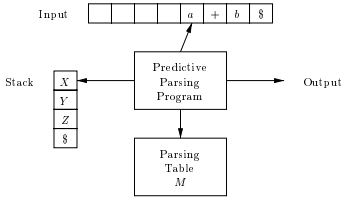 Input a + b $
Predictive
Parsing
Program
Stack X Output
Y
Z
$
Parsing
Table
M